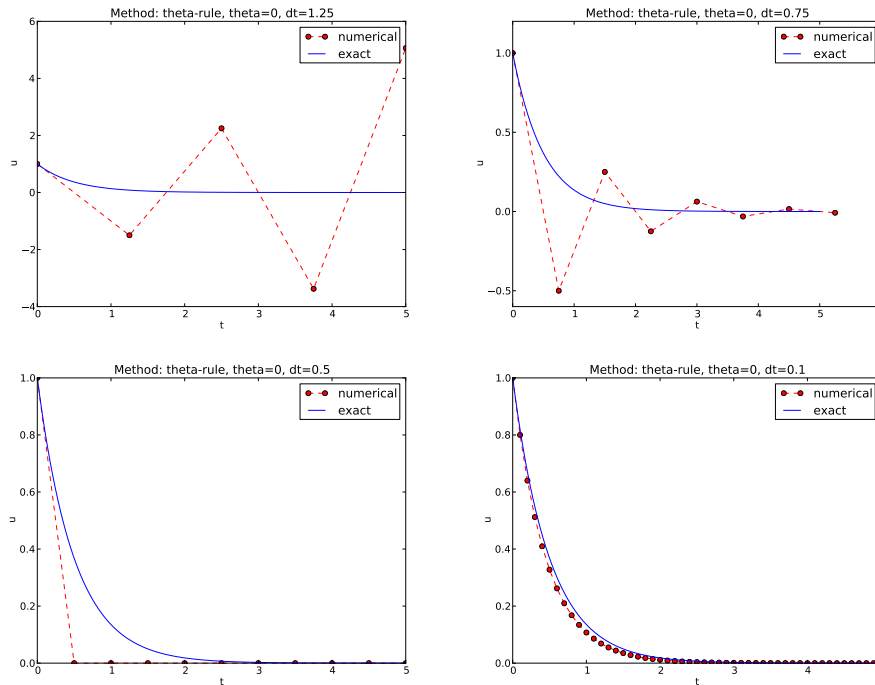 Method: theta-rule, theta=0, dt=1.25
numerical
exact
6
4
2
0
−2
−4
u
0 1 2 3 4 5
t
Method: theta-rule, theta=0, dt=0.75
numerical
exact
1.0
0.5
0.0
−0.5
u
0 1 2 3 4 5
t
Method: theta-rule, theta=0, dt=0.5
numerical
exact
1.0
0.8
0.6
0.4
0.2
0.0
u
0 1 2 3 4 5
t
Method: theta-rule, theta=0, dt=0.1
numerical
exact
1.0
0.8
0.6
0.4
0.2
0.0
u
0 1 2 3 4
t